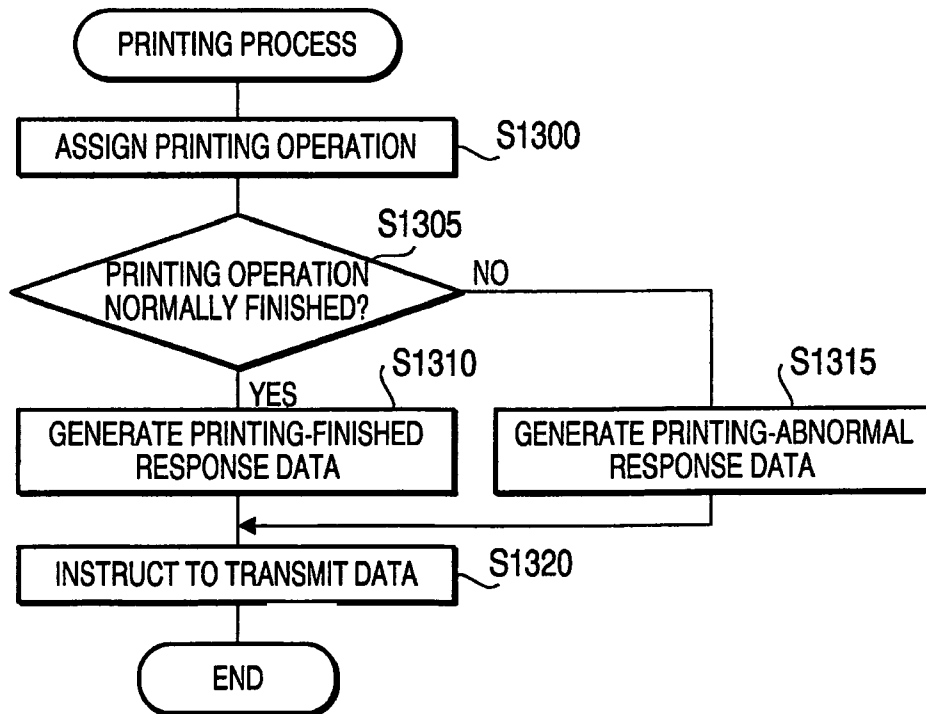 PRINTING PROCESS
ASSIGN PRINTING OPERATION
S1300
S1305
PRINTING OPERATION
NORMALLY FINISHED?
NO
YES
S1310
GENERATE PRINTING-FINISHED
RESPONSE DATA
S1315
GENERATE PRINTING-ABNORMAL
RESPONSE DATA
INSTRUCT TO TRANSMIT DATA
S1320
END